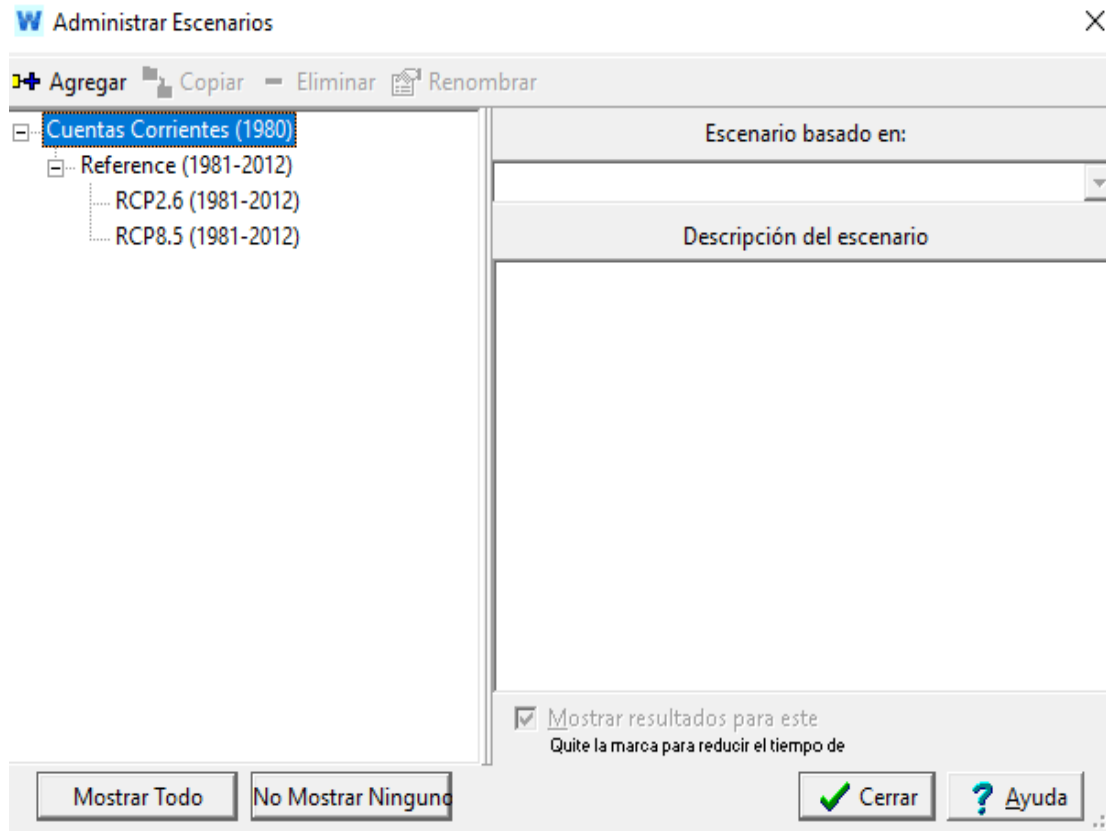 W Administrar Escenarios
Agregar Copiar Eliminar Renombrar
Cuentas Corrientes (1980)
Reference (1981-2012)
RCP2.6 (1981-2012)
RCP8.5 (1981-2012)
Escenario basado en:
Descripción del escenario
Mostrar resultados para este
Quite la marca para reducir el tiempo de
Mostrar Todo
No Mostrar Ninguno
Cerrar
? Ayuda